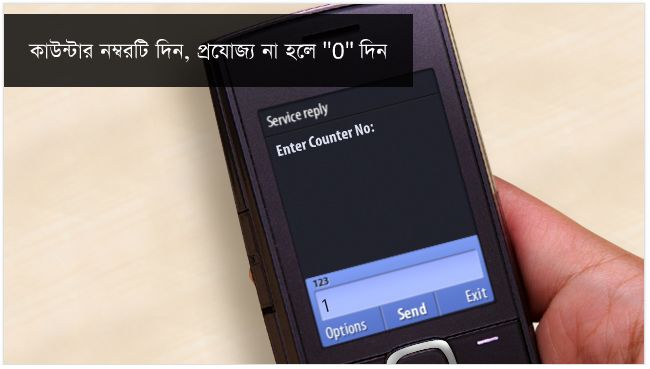 কাউন্টার নম্বরটি দিন, প্রযোজ্য না হলে "0" দিন
Service reply
Enter Counter No:
123
1
Options Send Exit